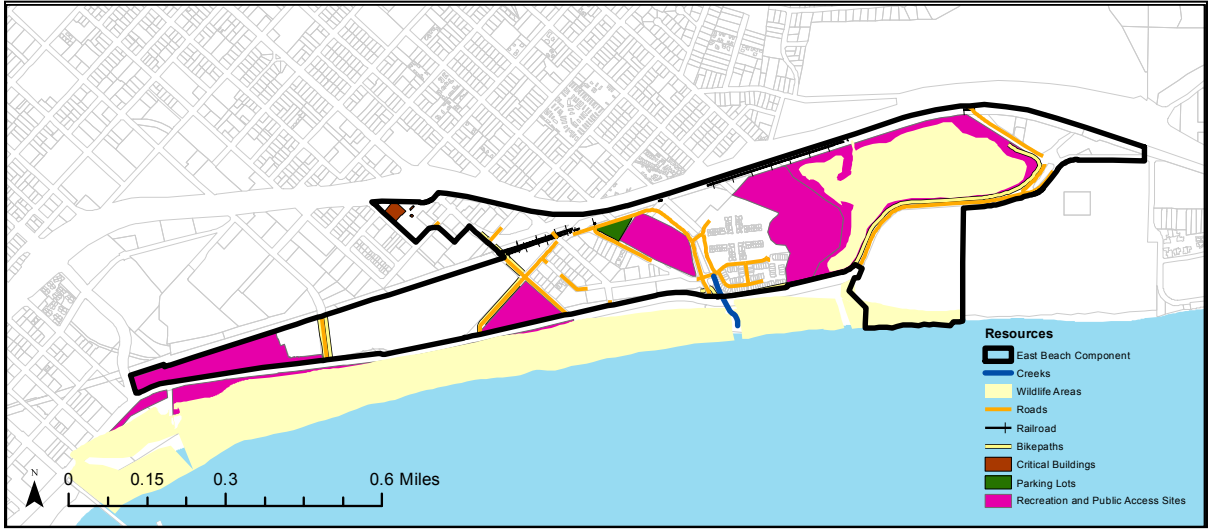 Resources
East Beach Component
Creeks
Wildlife Areas
Roads
Railroad
Bikepaths
Critical Buildings
Parking Lots
Recreation and Public Access Sites
N
0 0.15 0.3 0.6 Miles